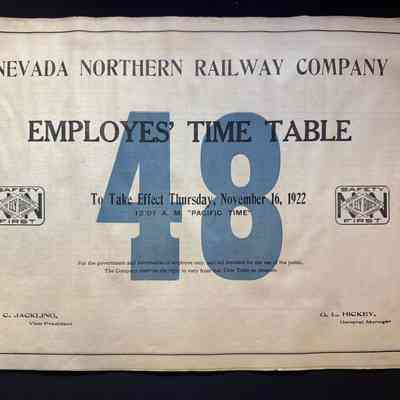 NEVADA NORTHERN RAILWAY COMPANY
EMPLOYES' TIME TABLE
48
To Take Effect Thursday, November 16, 1922
12:01 A. M. "PACIFIC TIME"
SAFETY
FIRST
SAFETY
FIRST
For the government and information of employes only, and not intended for the use of the public.
The Company reserves the right to vary from this Time Table at pleasure.
C. JACKLING,
Vice-President
G. L. HICKEY,
General Manager